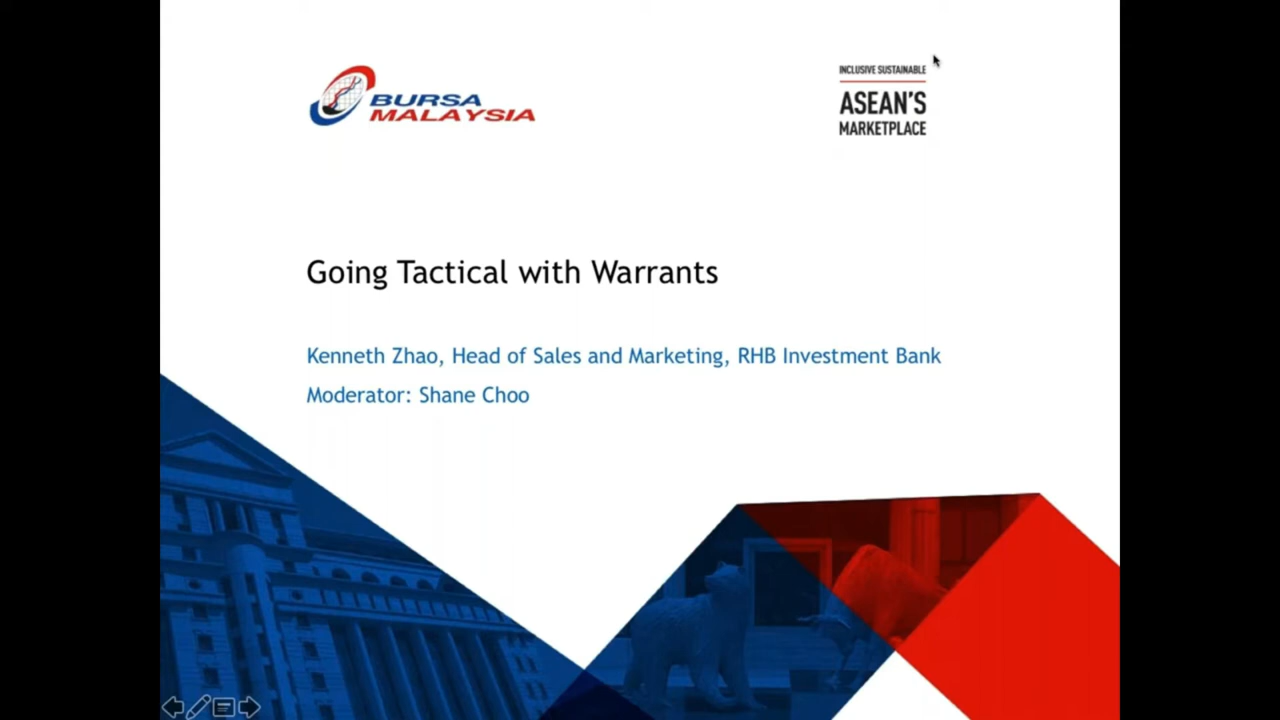 BURSA
MALAYSIA
INCLUSIVE SUSTAINABLE
ASEAN'S
MARKETPLACE
Going Tactical with Warrants
Kenneth Zhao, Head of Sales and Marketing, RHB Investment Bank
Moderator: Shane Choo